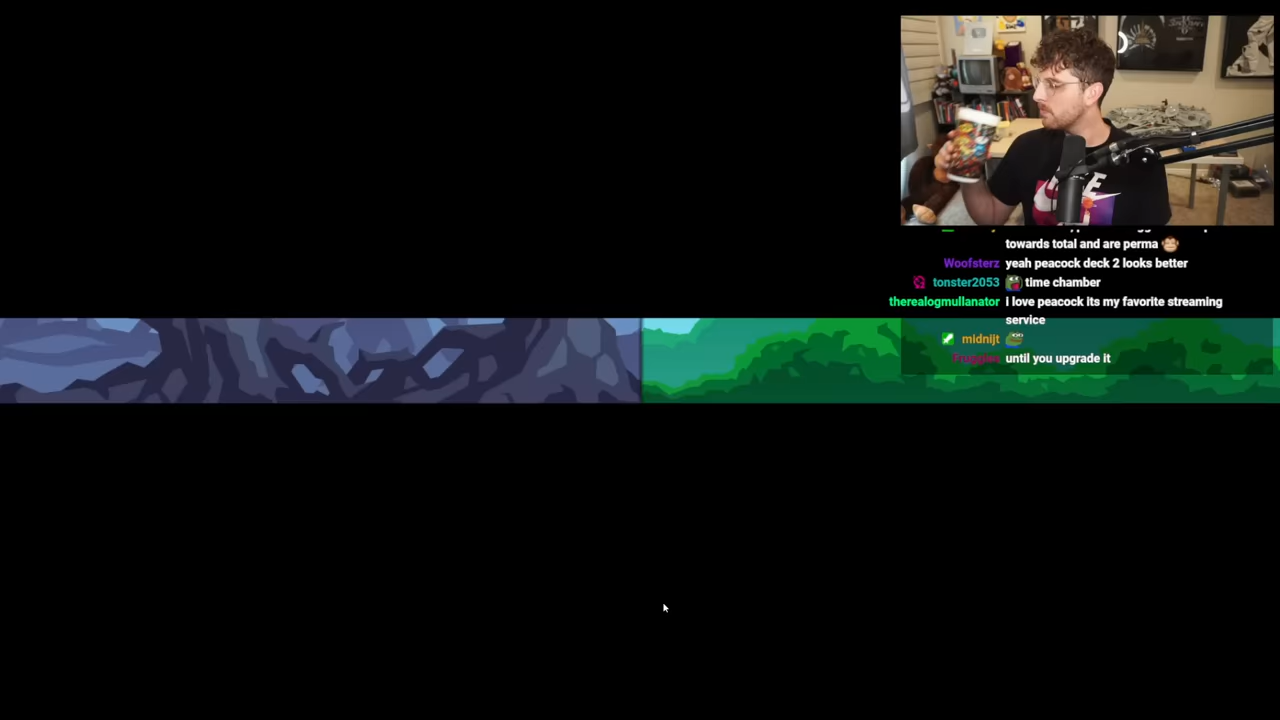 towards total and are perma
Woofsterz yeah peacock deck 2 looks better
tonster2053 time chamber
therealogmullanator i love peacock its my favorite streaming
service
midnijt
until you upgrade it